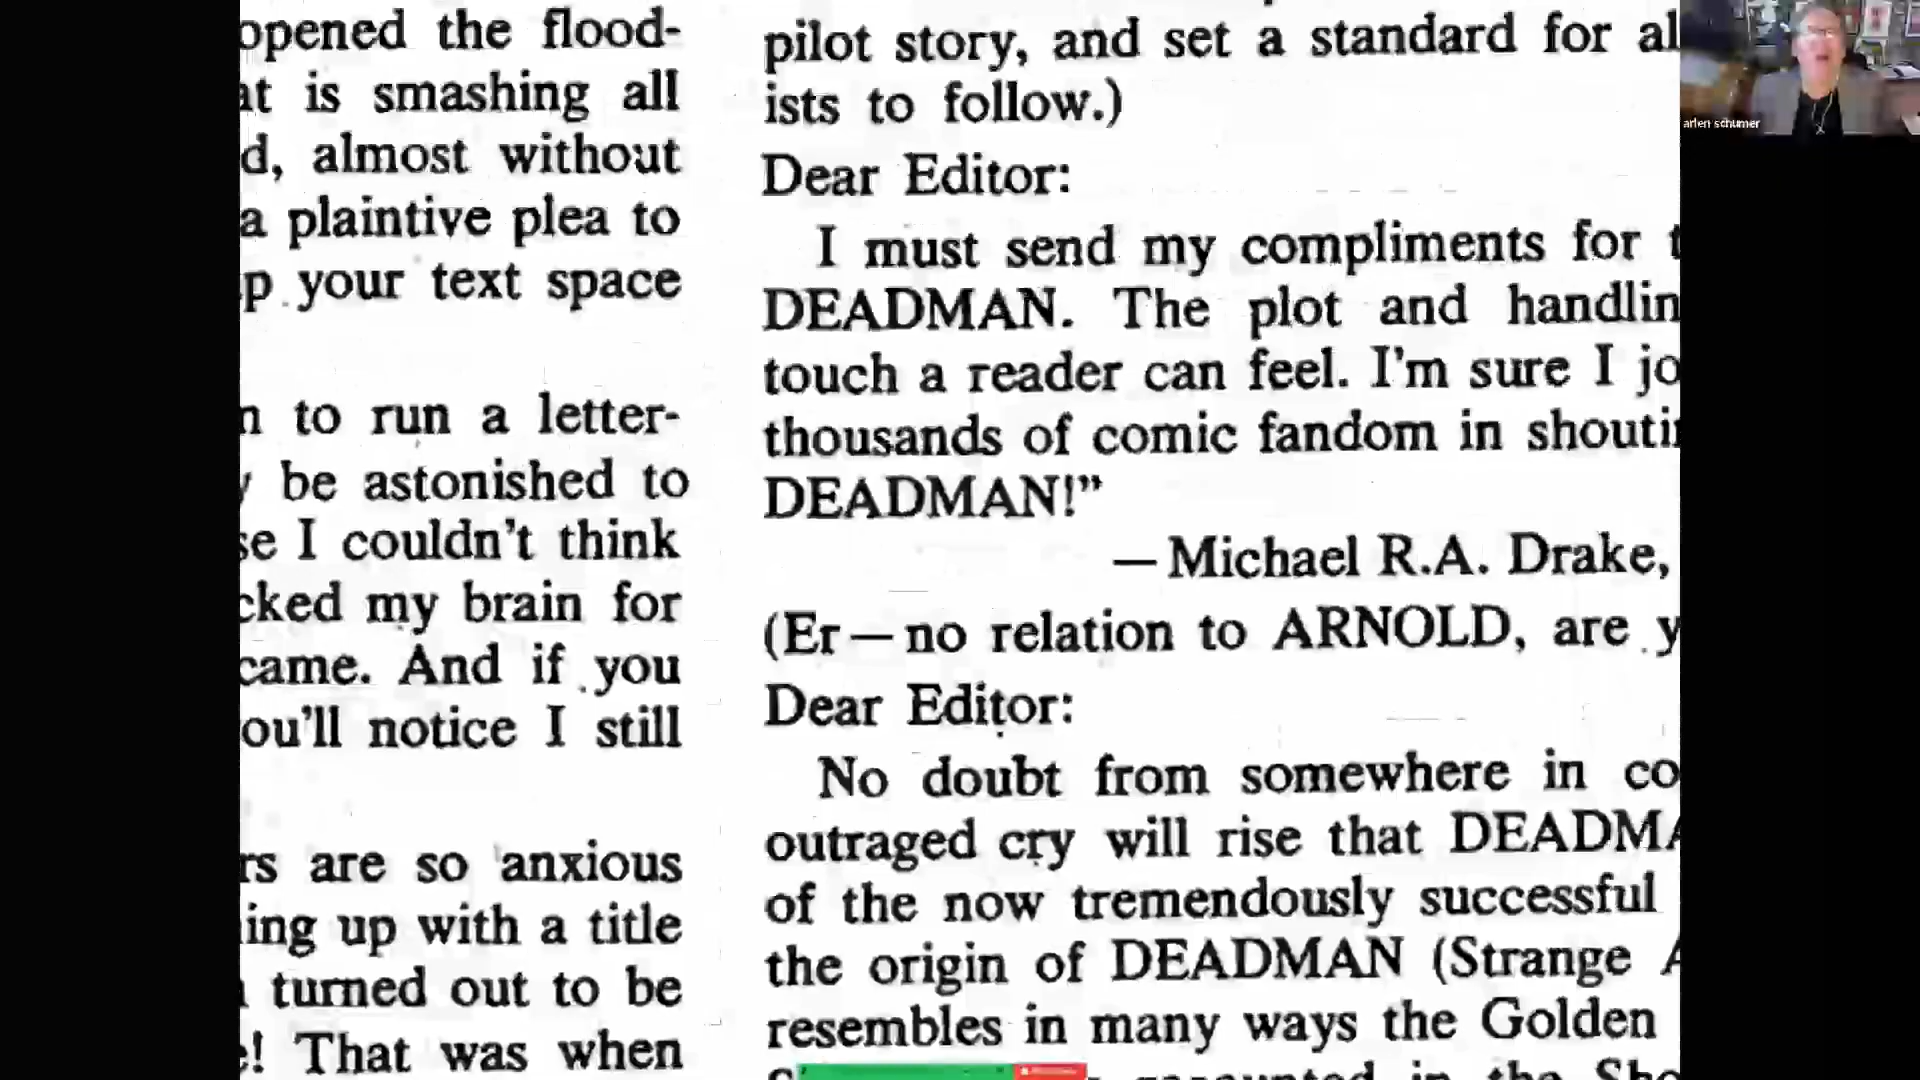 opened the flood-
at is smashing all
d, almost without
a plaintive plea to
p your text space
n to run a letter-
y be astonished to
se I couldn't think
cked my brain for
came. And if you
ou'll notice I still
rs are so anxious
ing up with a title
turned out to be
e! That was when
pilot story, and set a standard for al
ists to follow.)
Dear Editor:
I must send my compliments for t
DEADMAN. The plot and handlin
touch a reader can feel. I'm sure I jo
thousands of comic fandom in shoutin
DEADMAN!"
—Michael R.A. Drake,
(Er—no relation to ARNOLD, are y
Dear Editor:
No doubt from somewhere in co
outraged cry will rise that DEADMA
of the now tremendously successful
the origin of DEADMAN (Strange A
resembles in many ways the Golden
in the Sho
arlen schumer